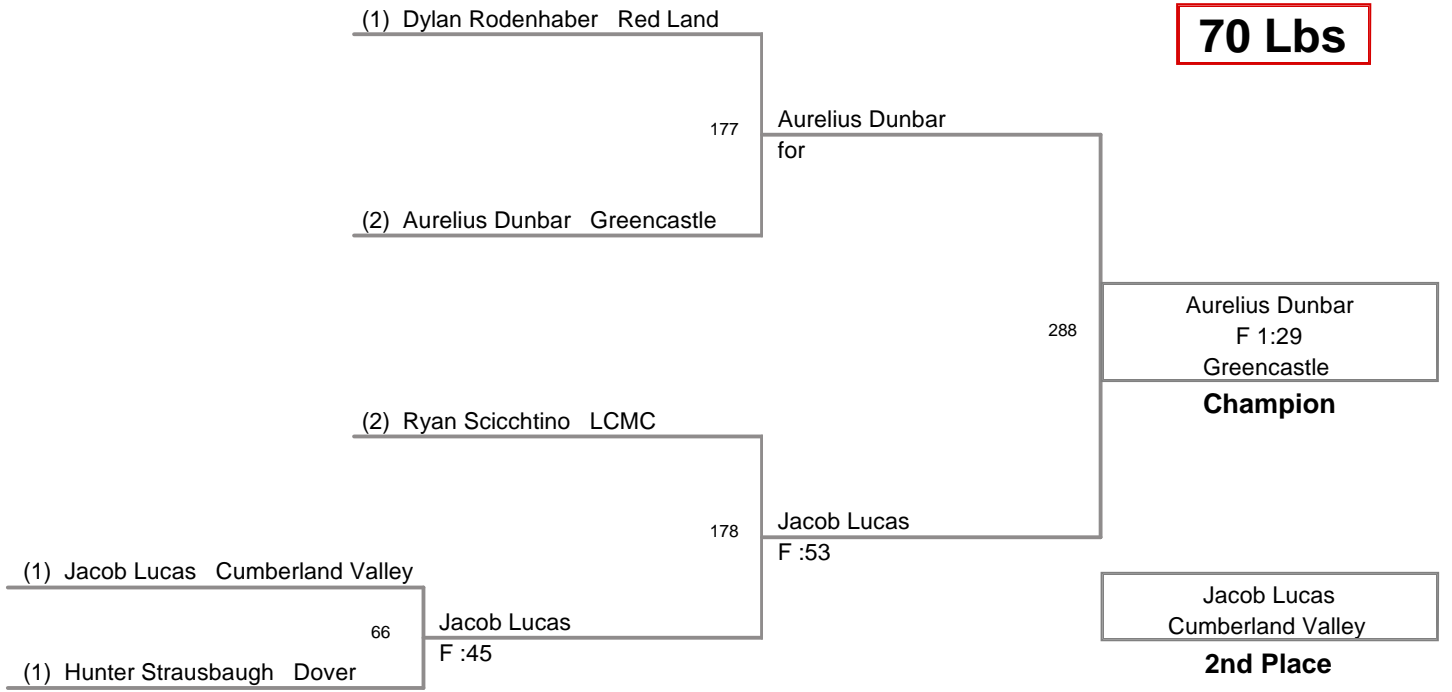 (1) Dylan Rodenhaber Red Land
70 Lbs
177
Aurelius Dunbar
for
(2) Aurelius Dunbar Greencastle
288
Aurelius Dunbar
F 1:29
Greencastle
Champion
(2) Ryan Scicchtino LCMC
178
Jacob Lucas
F :53
(1) Jacob Lucas Cumberland Valley
66
Jacob Lucas
F :45
(1) Hunter Strausbaugh Dover
Jacob Lucas
Cumberland Valley
2nd Place